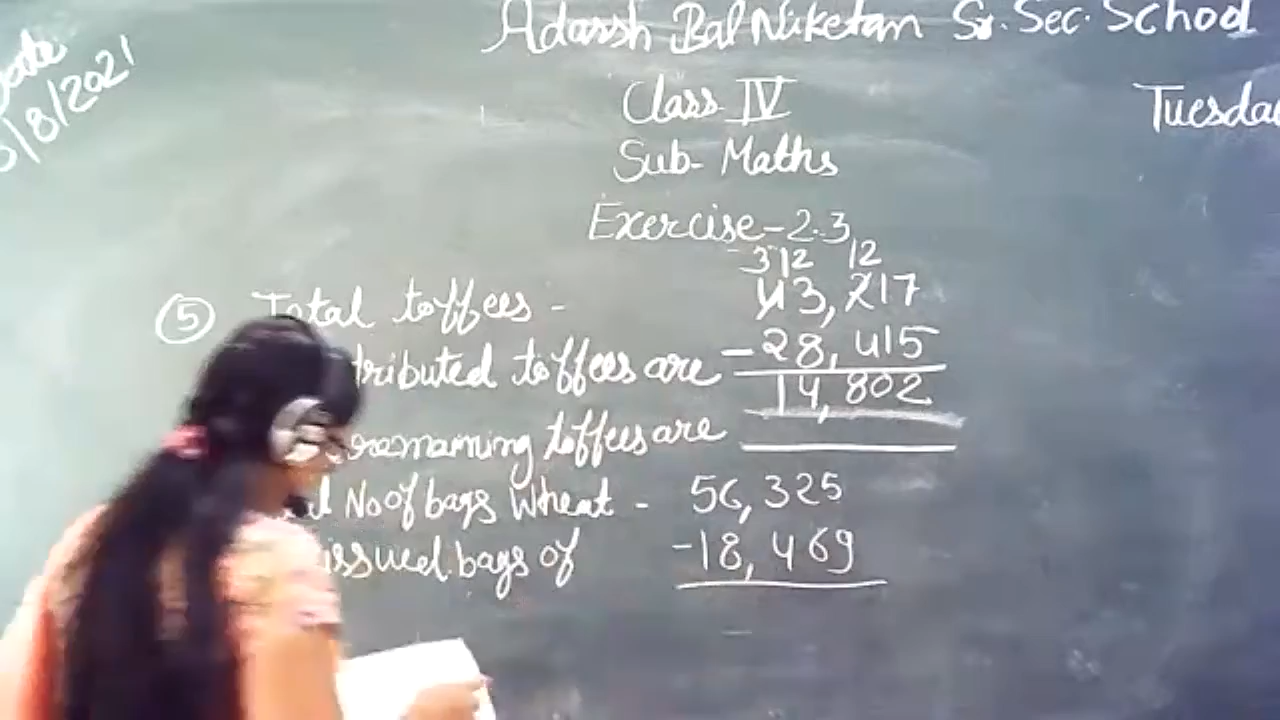 Adarsh Bal Niketan Sr. Sec. School
Date
/8/2021
Class IV
Tuesda
Sub- Maths
Exercise-2.3
3 12 12
⑤ Total toffees - 43,217
tributed toffees are -28,415
14,802
remaining toffees are
No of bags Wheat - 56,325
issued bags of -18,469